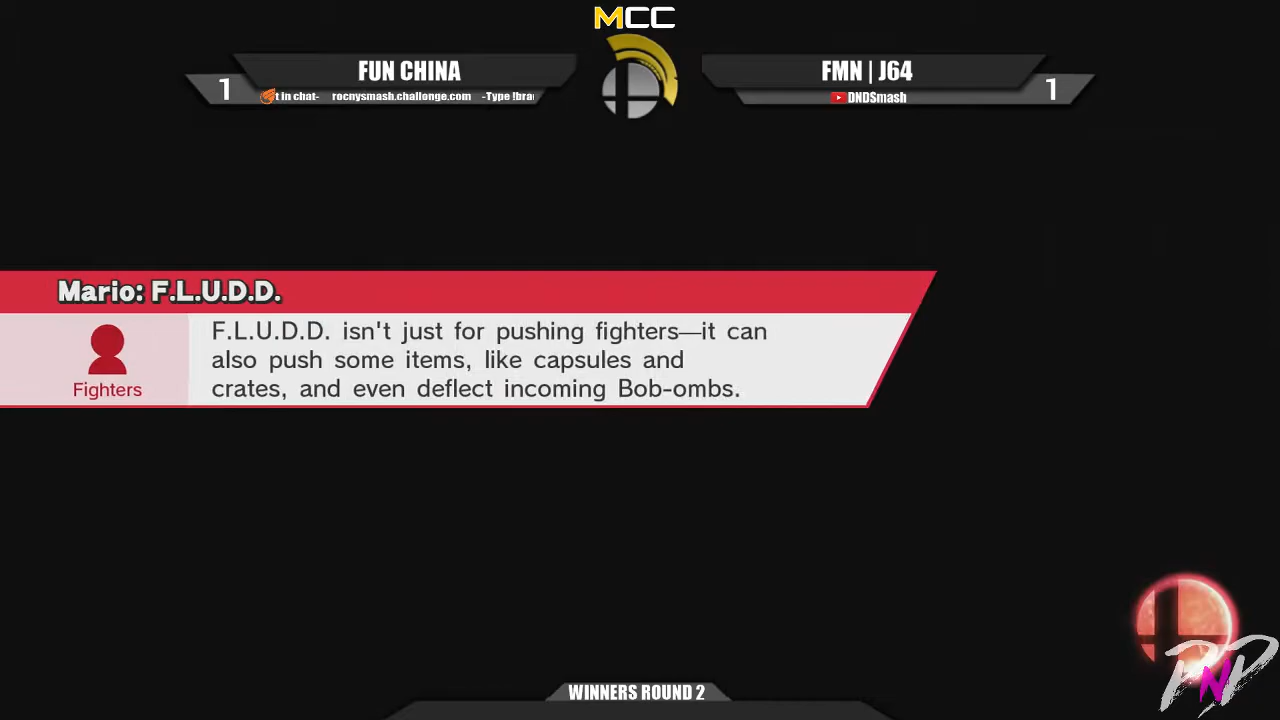 MCC
FUN CHINA
1
t in chat- rocnysmash.challonge.com -Type !bra
FMN | J64
DNDSmash
1
Mario: F.L.U.D.D.
F.L.U.D.D. isn't just for pushing fighters—it can
also push some items, like capsules and
crates, and even deflect incoming Bob-ombs.
Fighters
DND
WINNERS ROUND 2